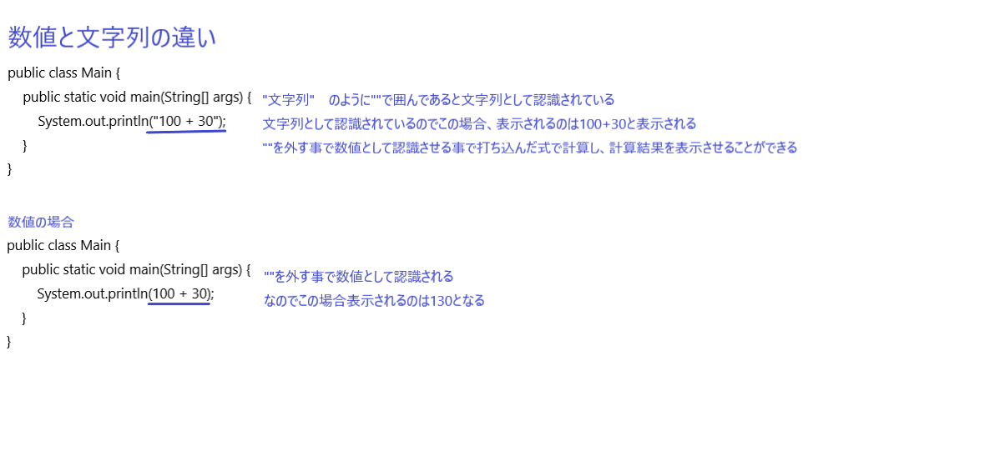 数値と文字列の違い
public class Main {
public static void main(String[] args) { "文字列"　のように""で囲んであると文字列として認識されている
System.out.println("100 + 30"); 文字列として認識されているのでこの場合、表示されるのは100+30と表示される
} ""を外す事で数値として認識させる事で打ち込んだ式で計算し、計算結果を表示させることができる
}
数値の場合
public class Main {
public static void main(String[] args) { ""を外す事で数値として認識される
System.out.println(100 + 30); なのでこの場合表示されるのは130となる
}
}